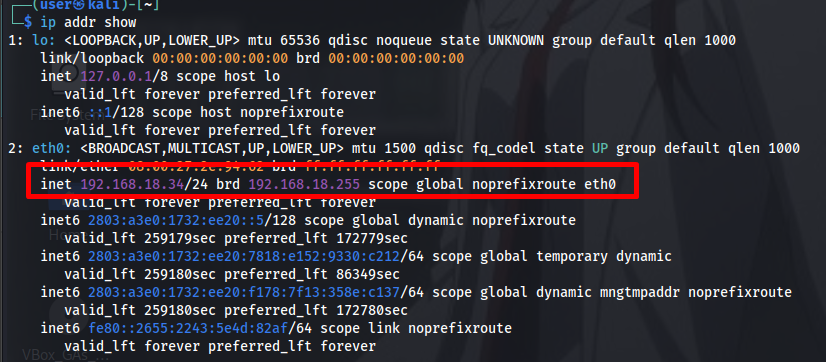 (user㉿kali)-[~]
$ ip addr show
1: lo: <LOOPBACK,UP,LOWER_UP> mtu 65536 qdisc noqueue state UNKNOWN group default qlen 1000
link/loopback 00:00:00:00:00:00 brd 00:00:00:00:00:00
inet 127.0.0.1/8 scope host lo
valid_lft forever preferred_lft forever
inet6 ::1/128 scope host noprefixroute
valid_lft forever preferred_lft forever
2: eth0: <BROADCAST,MULTICAST,UP,LOWER_UP> mtu 1500 qdisc fq_codel state UP group default qlen 1000
link/ether brd ff:ff:ff:ff:ff:ff
inet 192.168.18.34/24 brd 192.168.18.255 scope global noprefixroute eth0
valid_lft forever preferred_lft forever
inet6 2803:a3e0:1732:ee20::5/128 scope global dynamic noprefixroute
valid_lft 259179sec preferred_lft 172779sec
inet6 2803:a3e0:1732:ee20:7818:e152:9330:c212/64 scope global temporary dynamic
valid_lft 259180sec preferred_lft 86349sec
inet6 2803:a3e0:1732:ee20:f178:7f13:358e:c137/64 scope global dynamic mngtmpaddr noprefixroute
valid_lft 259180sec preferred_lft 172780sec
inet6 fe80::2655:2243:5e4d:82af/64 scope link noprefixroute
valid_lft forever preferred_lft forever